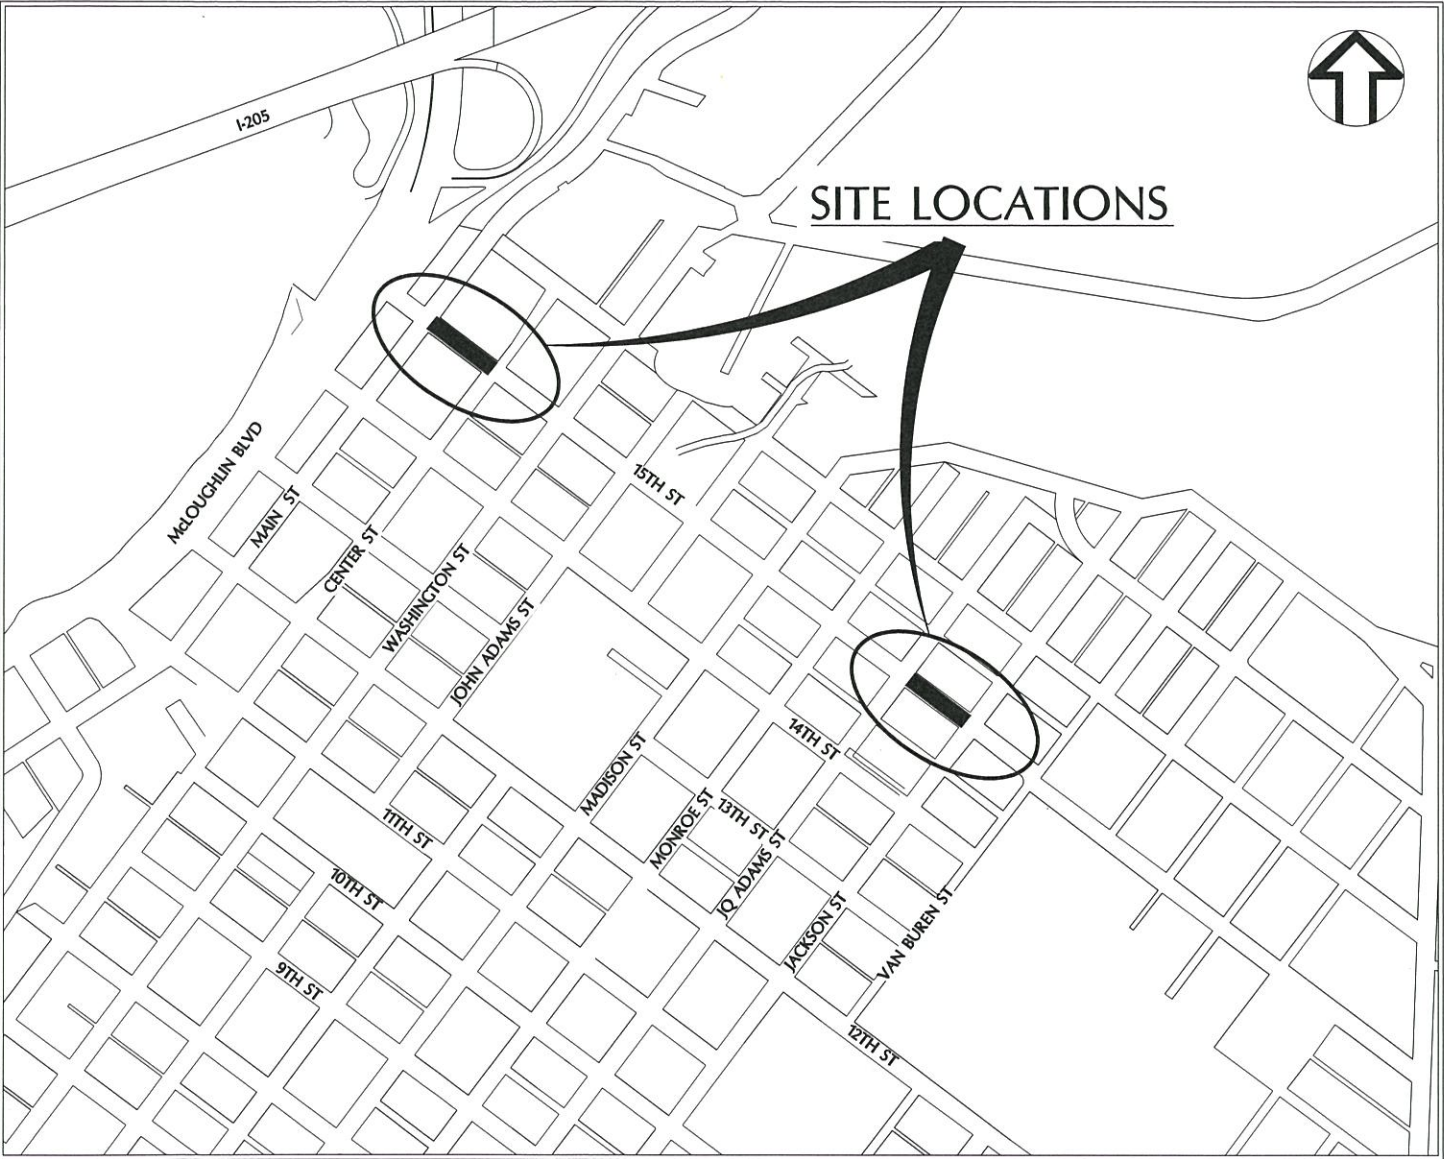 I-205
SITE LOCATIONS
McLOUGHLIN BLVD
MAIN ST
CENTER ST
WASHINGTON ST
JOHN ADAMS ST
15TH ST
MADISON ST
14TH ST
MONROE ST
13TH ST
JQ ADAMS ST
11TH ST
10TH ST
JACKSON ST
VAN BUREN ST
9TH ST
12TH ST